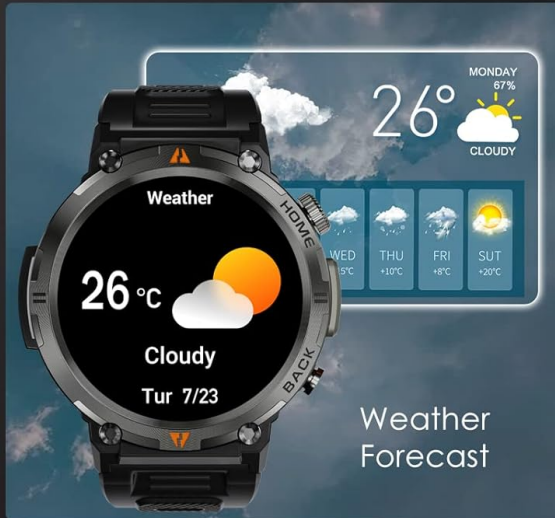 Weather
26 °C
Cloudy
Tur 7/23
HOME
BACK
MONDAY
67%
26°
CLOUDY
WED THU FRI SUT
5°C +10°C +8°C +20°C
Weather
Forecast